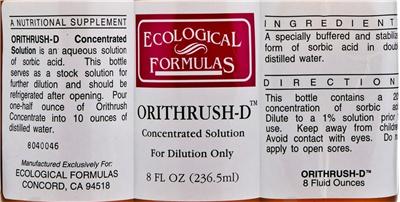 A NUTRITIONAL SUPPLEMENT
ORITHRUSH-D Concentrated
Solution is an aqueous solution
of sorbic acid. This bottle
serves as a stock solution for
further dilution and should be
refrigerated after opening. Pour
one-half ounce of Orithrush
Concentrate into 10 ounces of
distilled water.
8040046
Manufactured Exclusively For:
ECOLOGICAL FORMULAS
CONCORD, CA 94518
ECOLOGICAL
FORMULAS
ORITHRUSH-D™
Concentrated Solution
For Dilution Only
8 FL OZ (236.5ml)
INGREDIENT
A specially buffered and stabiliz
form of sorbic acid in doub
distilled water.
DIRECTION
This bottle contains a 20
concentration of sorbic ac
Dilute to a 1% solution prior
use. Keep away from childre
Avoid contact with eyes. Do n
apply to open sores.
ORITHRUSH-D™
8 Fluid Ounces